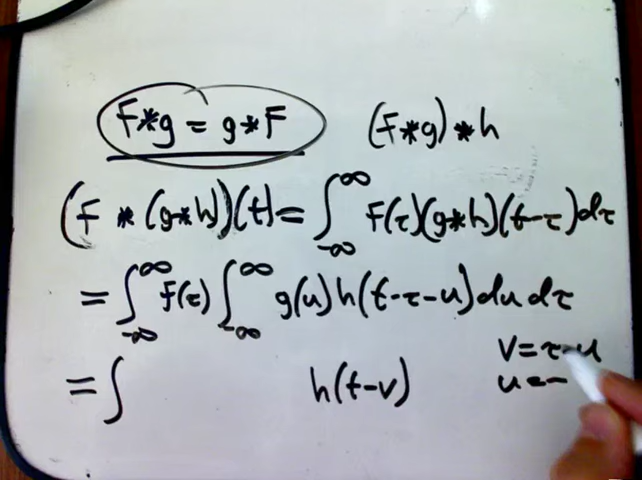 F*g = g*F (F*g)*h
(F *(g*h))(t) = ∫_{-∞}^{∞} F(τ)(g*h)(t-τ)dτ
= ∫_{-∞}^{∞} F(τ) ∫_{-∞}^{∞} g(u)h(t-τ-u)du dτ
v=τ-u
= ∫ h(t-v) u=-